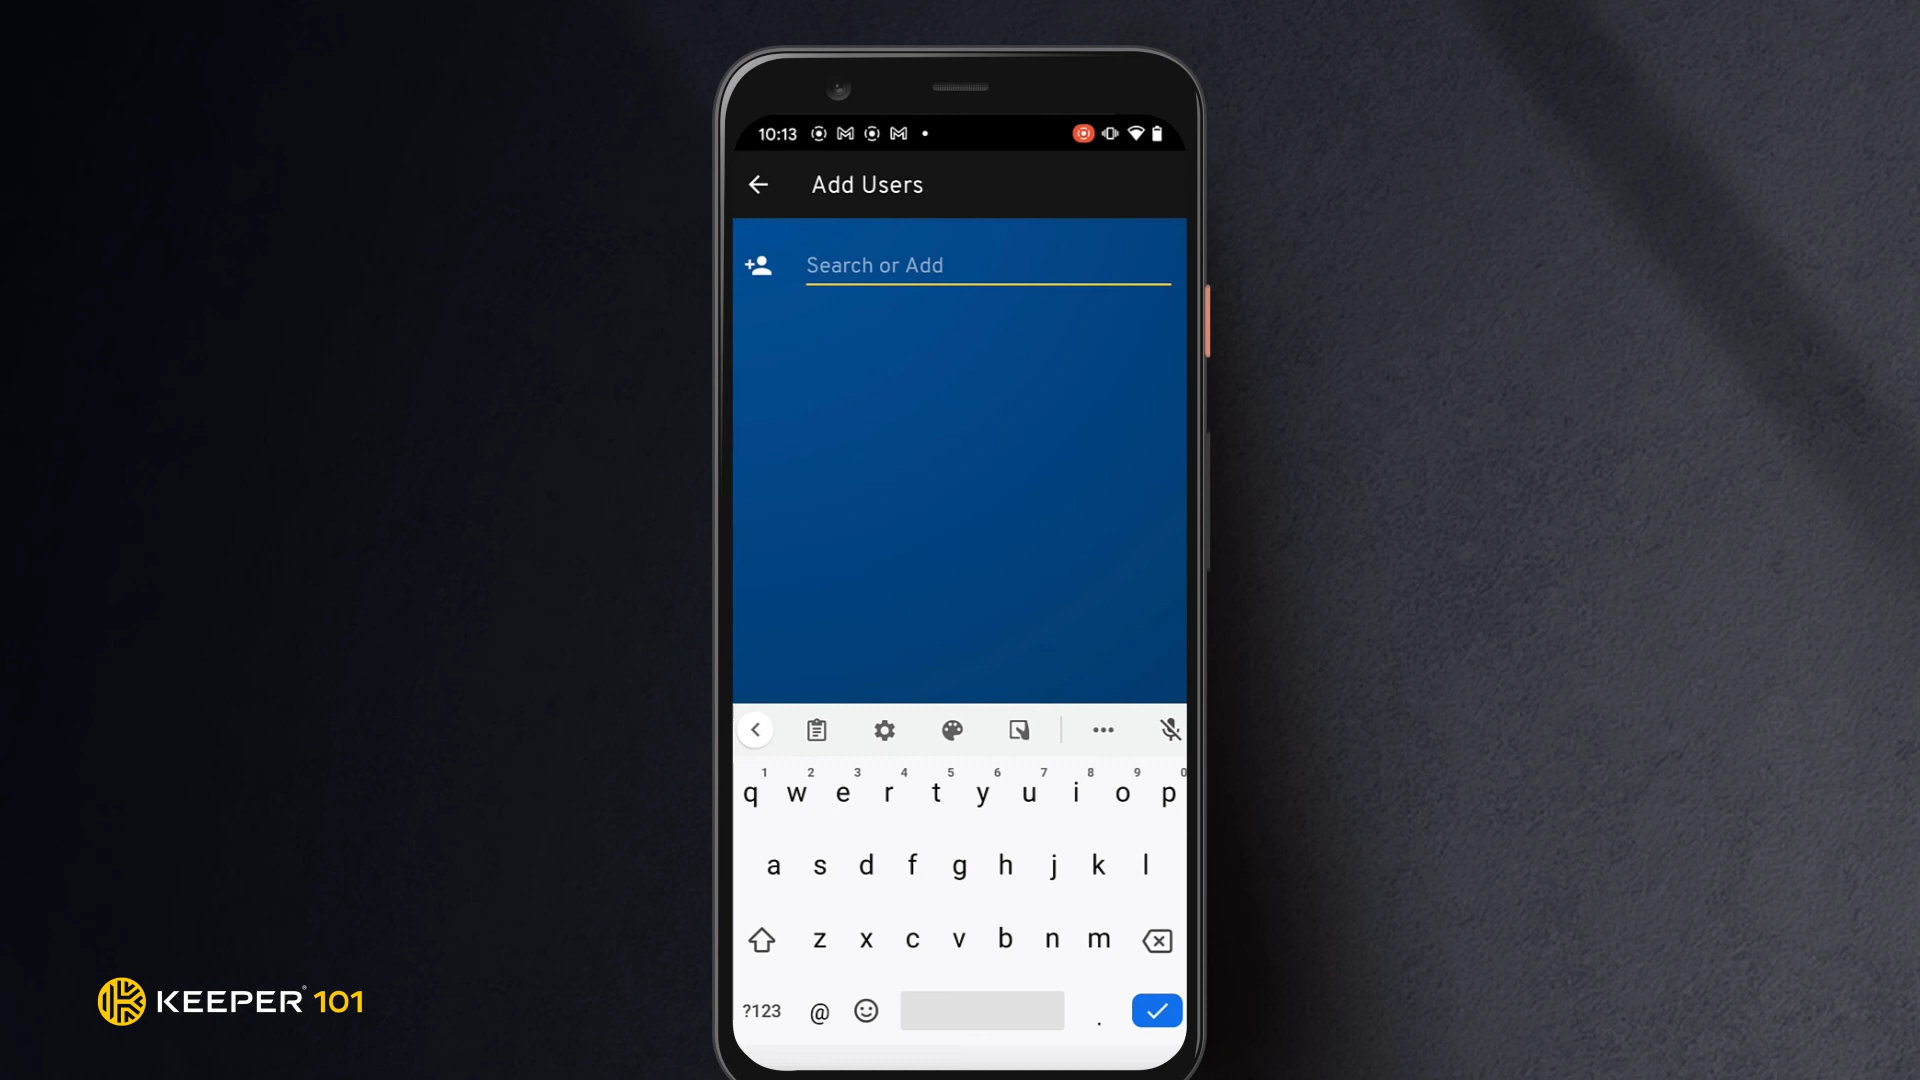 10:13
Add Users
Search or Add
1 2 3 4 5 6 7 8 9 0
q w e r t y u i o p
a s d f g h j k l
z x c v b n m
?123 @ .
KEEPER® 101